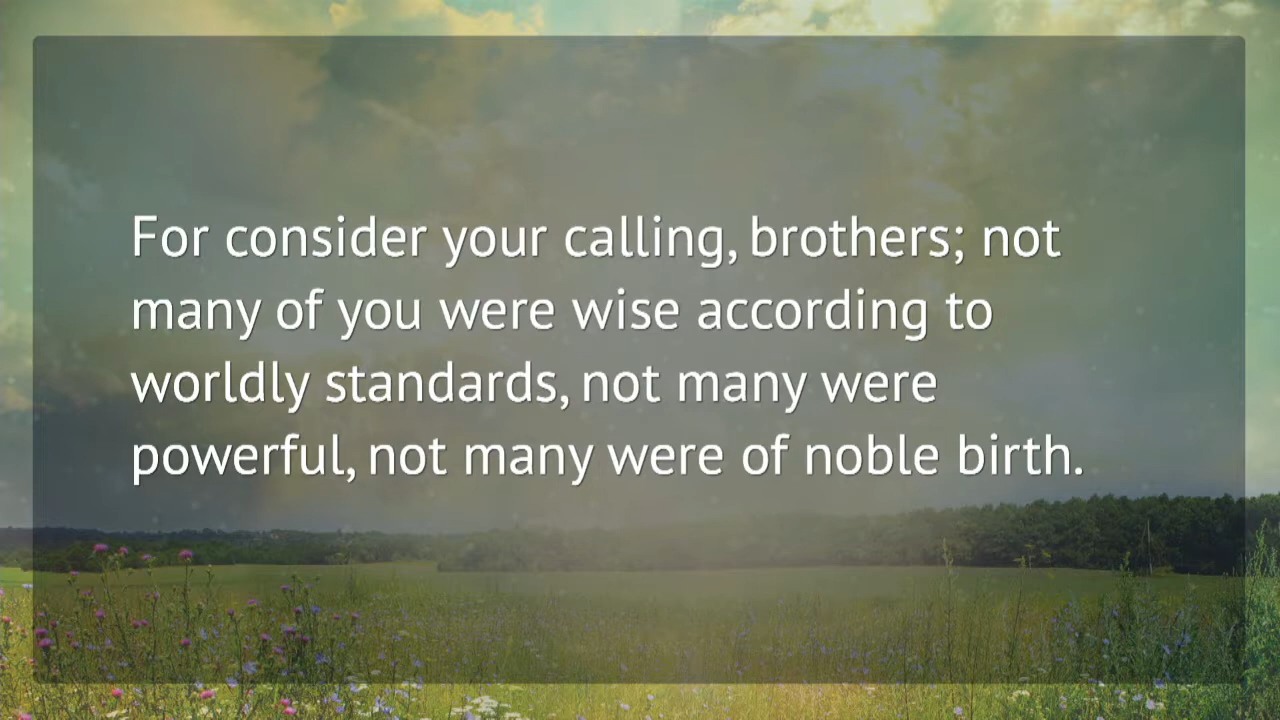 For consider your calling, brothers; not
many of you were wise according to
worldly standards, not many were
powerful, not many were of noble birth.